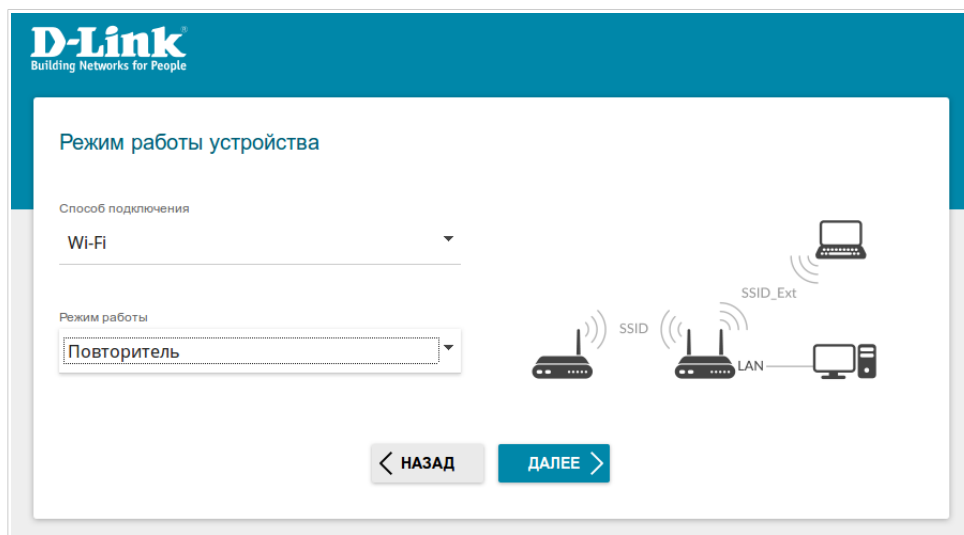 D-Link
Building Networks for People
Режим работы устройства
Способ подключения
Wi-Fi
Режим работы
Повторитель
SSID
SSID_Ext
LAN
НАЗАД
ДАЛЕЕ